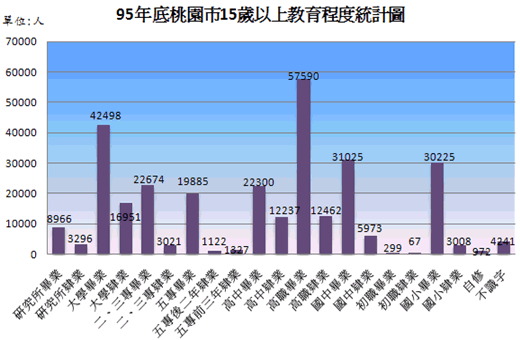 95年底桃園市15歲以上教育程度統計圖
單位:人
70000
60000
50000
40000
30000
20000
10000
0
8966
3296
42498
16951
22674
3021
19885
1122
1327
22300
12237
57590
12462
31025
5973
299
67
30225
3008
972
4241
研究所畢業
研究所肄業
大學畢業
大學肄業
二、三專畢業
二、三專肄業
五專畢業
五專後二年肄業
五專前三年肄業
高中畢業
高中肄業
高職畢業
高職肄業
國中畢業
國中肄業
初職畢業
初職肄業
國小畢業
國小肄業
自修
不識字